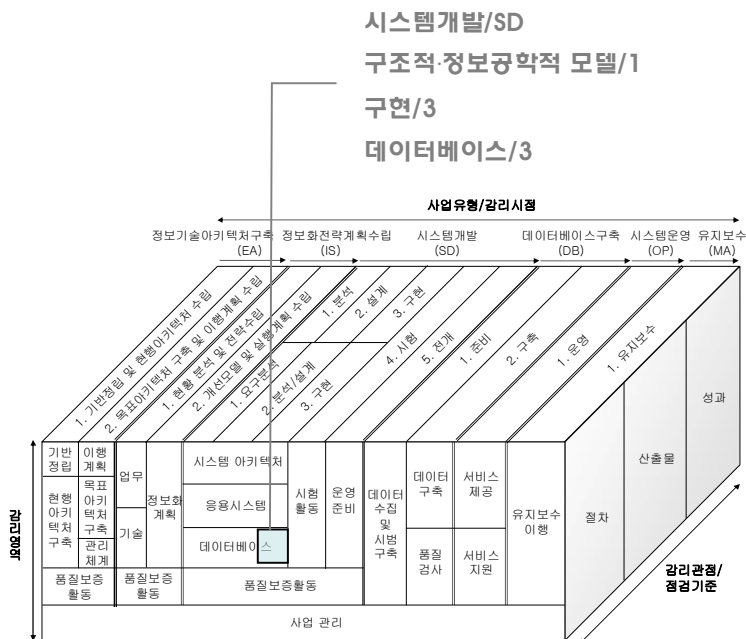 시스템개발/SD
구조적·정보공학적 모델/1
구현/3
데이터베이스/3
사업유형/감리시점
정보기술아키텍처구축
(EA)
정보화전략계획수립
(IS)
시스템개발
(SD)
데이터베이스구축
(DB)
시스템운영
(OP)
유지보수
(MA)
1. 기반정립 및 현행아키텍처 수립
2. 목표아키텍처 구축 및 이행계획 수립
1. 현황 분석 및 전략수립
2. 개선모델 및 실행계획 수립
1. 분석
2. 설계
3. 구현
1. 요구분석
2. 분석/설계
3. 구현
4. 시험
5. 전개
1. 준비
2. 구축
1. 운영
1. 유지보수
기반
정립
이행
계획
현행
아키
텍처
구축
목표
아키
텍처
구축
관리
체계
업무
기술
정보화
계획
시스템 아키텍처
응용시스템
데이터베이스
시험
활동
운영
준비
데이터
수집
및
시범
구축
데이터
구축
품질
검사
서비스
제공
서비스
지원
유지보수
이행
절차
산출물
성과
품질보증
활동
품질보증
활동
품질보증활동
사업 관리
감리영역
감리관점/
점검기준